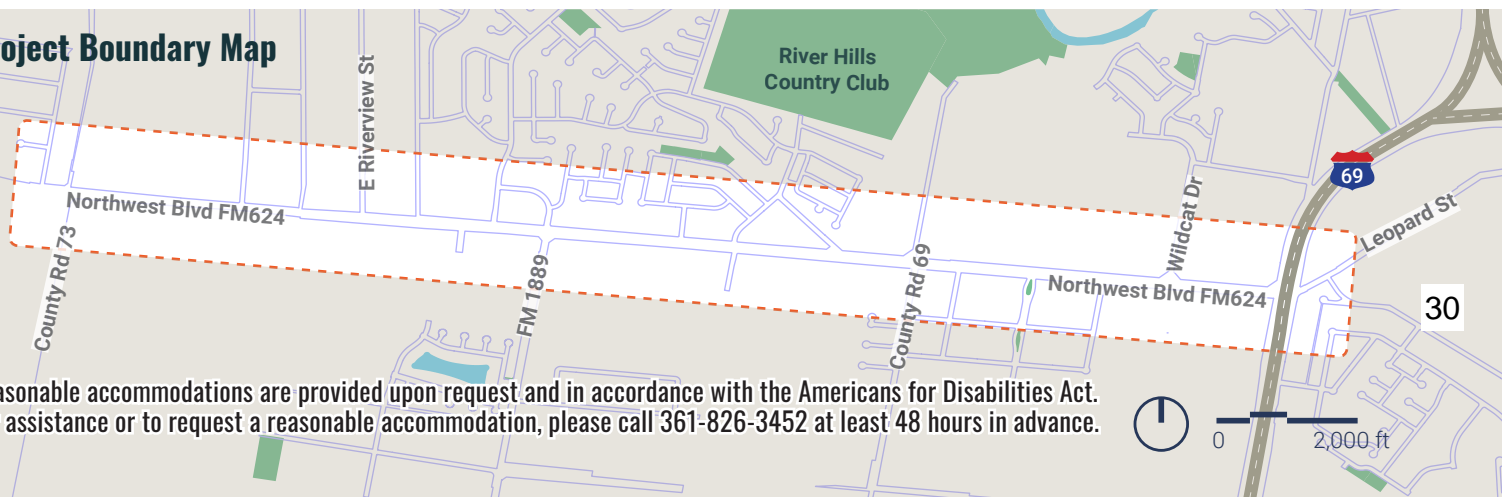 oject Boundary Map
River Hills
Country Club
E Riverview St
69
Northwest Blvd FM624
Wildcat Dr
Leopard St
County Rd 73
FM 1889
County Rd 69
Northwest Blvd FM624
30
asonable accommodations are provided upon request and in accordance with the Americans for Disabilities Act.
assistance or to request a reasonable accommodation, please call 361-826-3452 at least 48 hours in advance.
0
2,000 ft